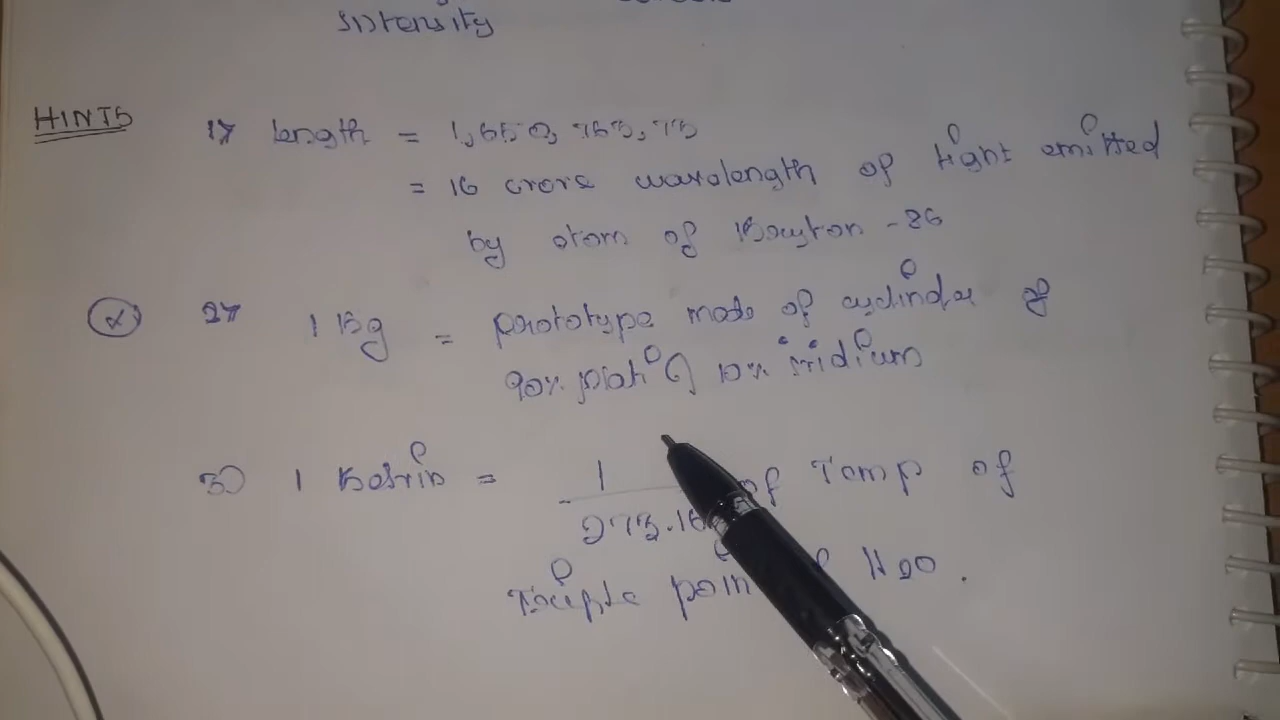 Intensity
HINTS
1) length = 1,650,763,73
= 16 crore wavelength of light emitted
by atom of Krypton - 86
2) 1 kg = prototype made of cylinder of
90% plati 10% iridium
3) 1 Kelvin = 1 of Temp of
273.16
Triple point of H20.